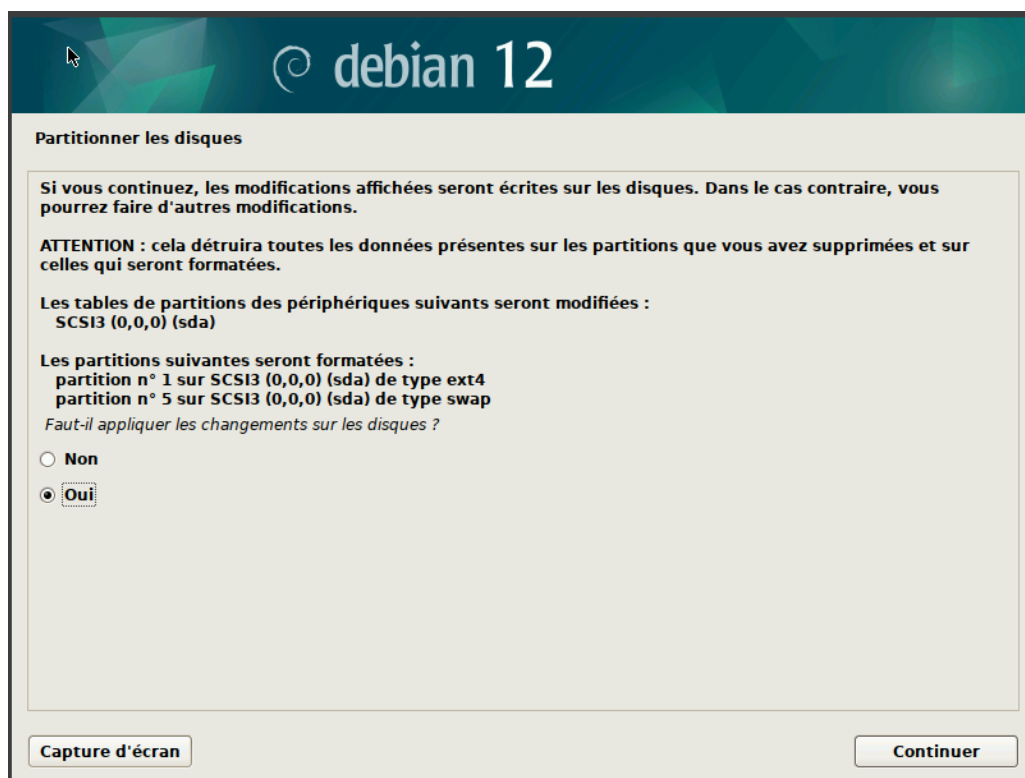 debian 12
Partitionner les disques
Si vous continuez, les modifications affichées seront écrites sur les disques. Dans le cas contraire, vous
pourrez faire d'autres modifications.
ATTENTION : cela détruira toutes les données présentes sur les partitions que vous avez supprimées et sur
celles qui seront formatées.
Les tables de partitions des périphériques suivants seront modifiées :
SCSI3 (0,0,0) (sda)
Les partitions suivantes seront formatées :
partition n° 1 sur SCSI3 (0,0,0) (sda) de type ext4
partition n° 5 sur SCSI3 (0,0,0) (sda) de type swap
Faut-il appliquer les changements sur les disques ?
Non
Oui
Capture d'écran
Continuer